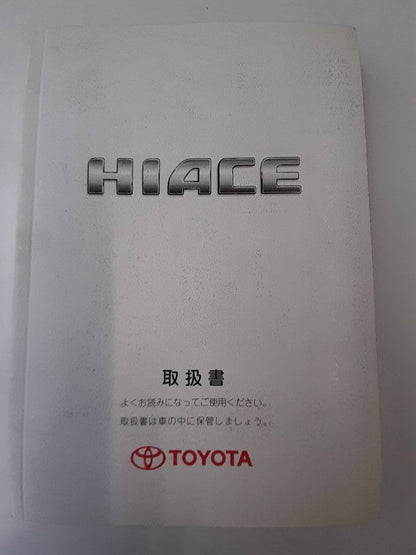 HIACE
取扱書
よくお読みになってご使用ください。
取扱書は車の中に保管しましょう。
TOYOTA